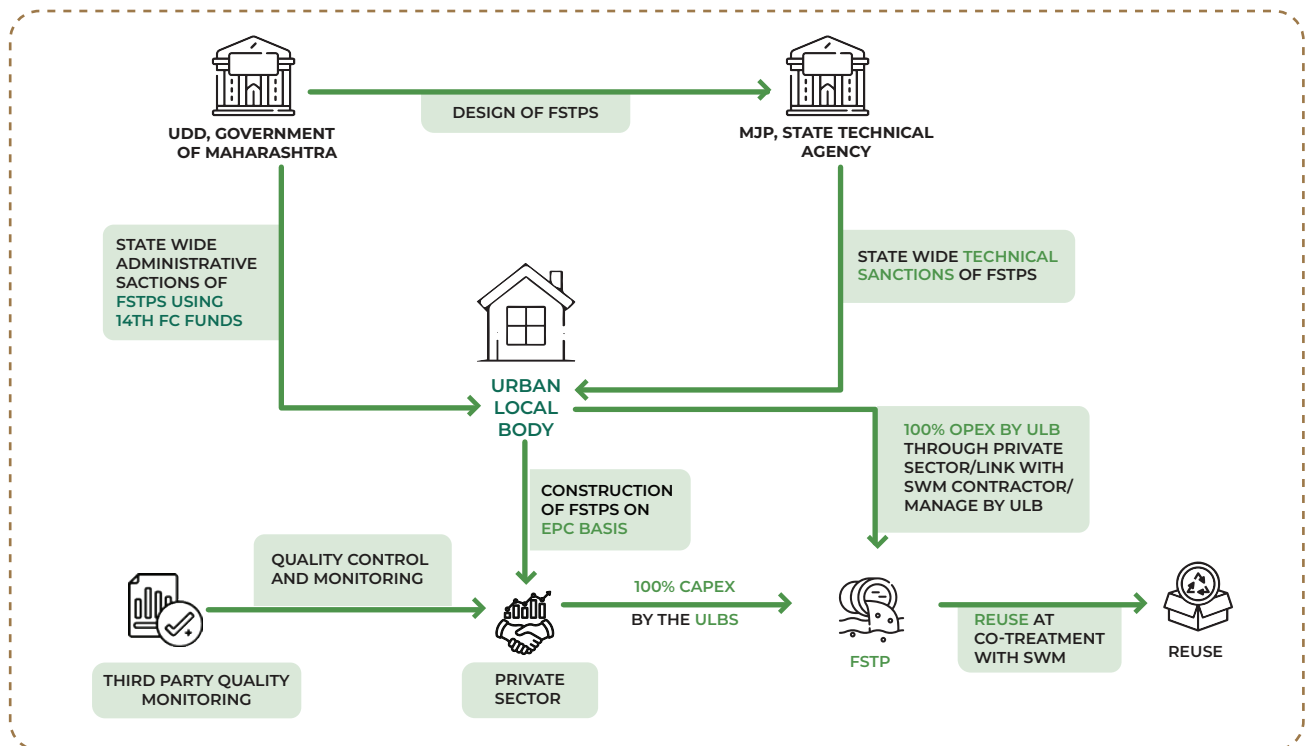 DESIGN OF FSTPS
UDD, GOVERNMENT
OF MAHARASHTRA
MJP, STATE TECHNICAL
AGENCY
STATE WIDE
ADMINISTRATIVE
SACTIONS OF
FSTPS USING
14TH FC FUNDS
STATE WIDE TECHNICAL
SANCTIONS OF FSTPS
URBAN
LOCAL
BODY
100% OPEX BY ULB
THROUGH PRIVATE
SECTOR/LINK WITH
SWM CONTRACTOR/
MANAGE BY ULB
CONSTRUCTION
OF FSTPS ON
EPC BASIS
QUALITY CONTROL
AND MONITORING
100% CAPEX
BY THE ULBS
REUSE AT
CO-TREATMENT
WITH SWM
THIRD PARTY QUALITY
MONITORING
PRIVATE
SECTOR
FSTP
REUSE